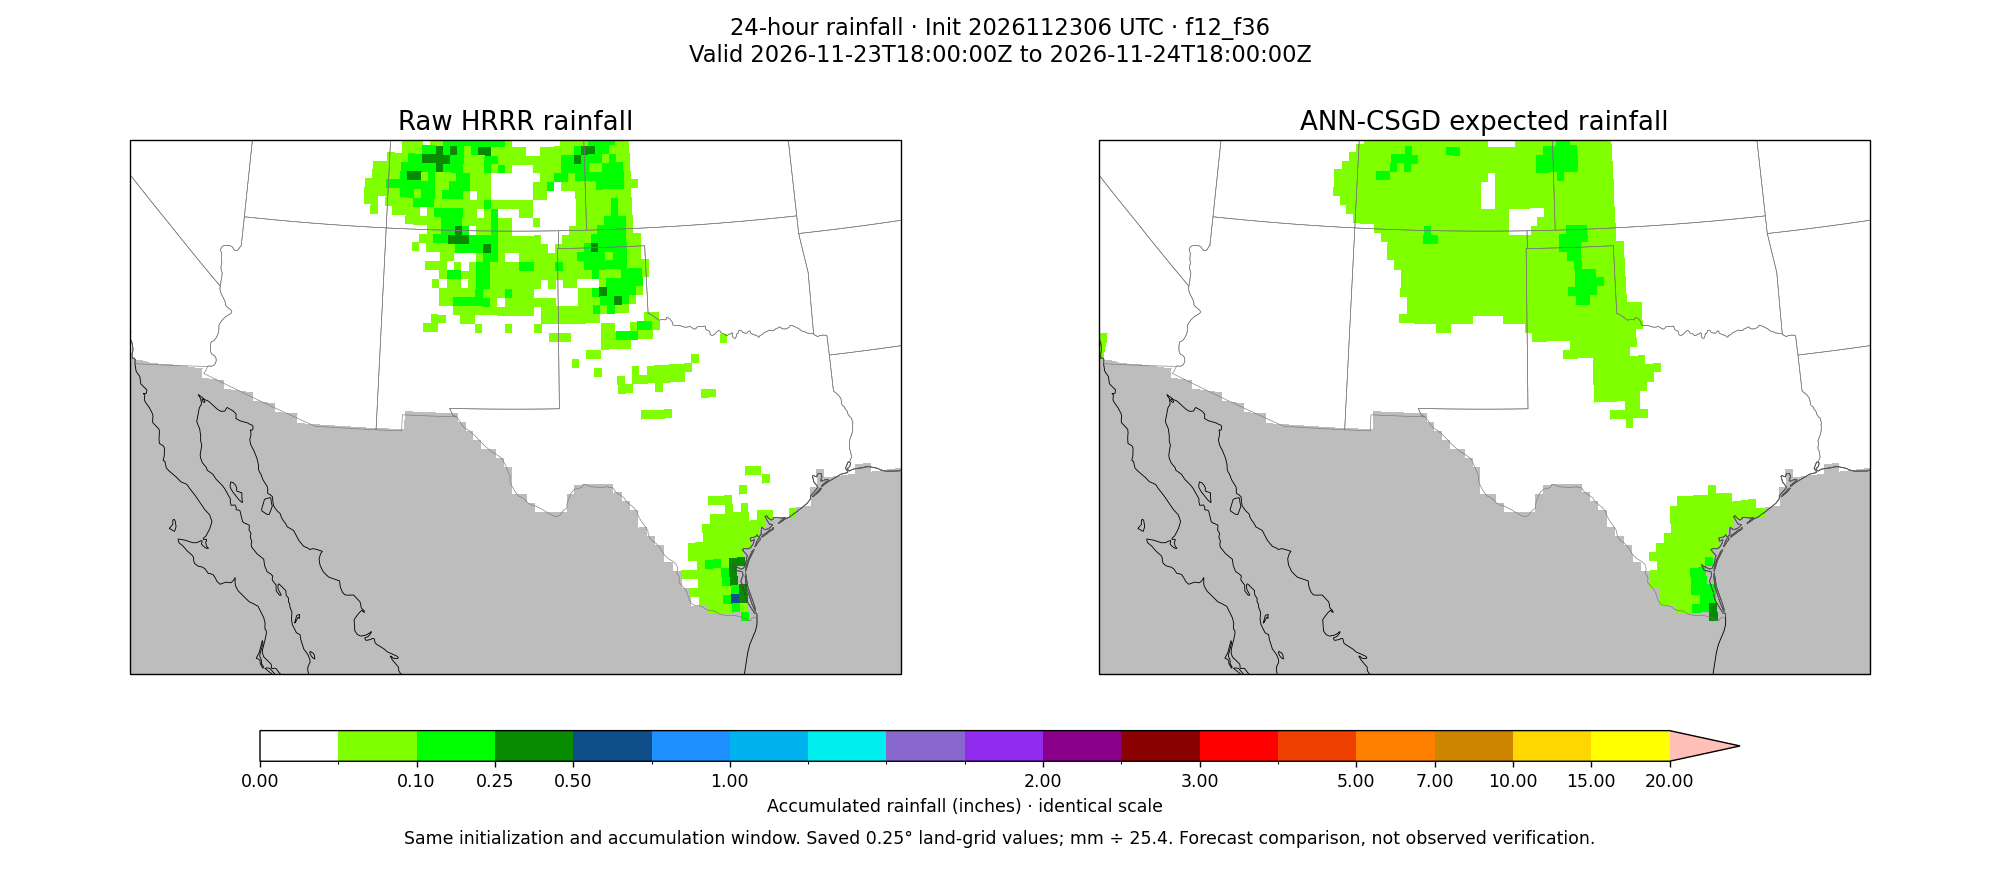 24-hour rainfall · Init 2026112306 UTC · f12_f36
Valid 2026-11-23T18:00:00Z to 2026-11-24T18:00:00Z
Raw HRRR rainfall
ANN-CSGD expected rainfall
0.00 0.10 0.25 0.50 1.00 2.00 3.00 5.00 7.00 10.00 15.00 20.00
Accumulated rainfall (inches) · identical scale
Same initialization and accumulation window. Saved 0.25° land-grid values; mm ÷ 25.4. Forecast comparison, not observed verification.